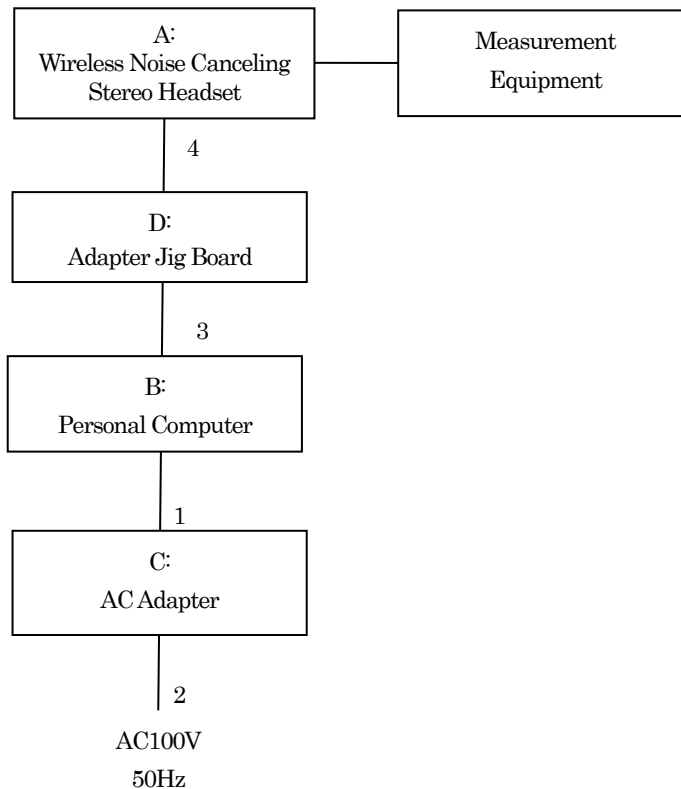 A:
Wireless Noise Canceling
Stereo Headset
Measurement
Equipment
4
D:
Adapter Jig Board
3
B:
Personal Computer
1
C:
AC Adapter
2
AC100V
50Hz